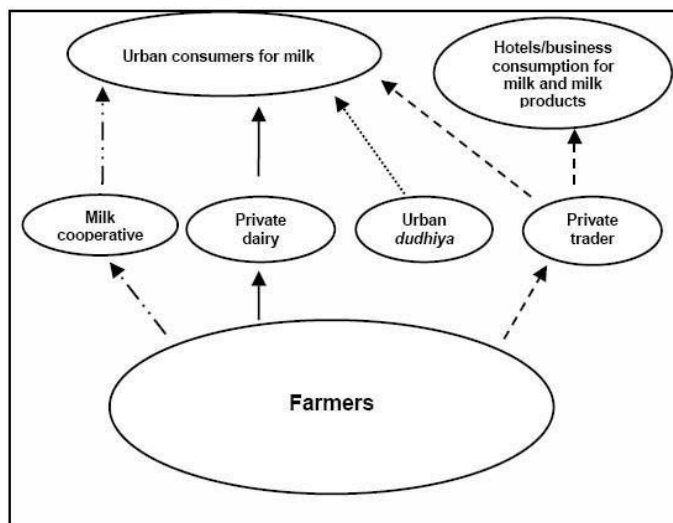 Urban consumers for milk
Hotels/business
consumption for
milk and milk
products
Milk
cooperative
Private
dairy
Urban
dudhiya
Private
trader
Farmers